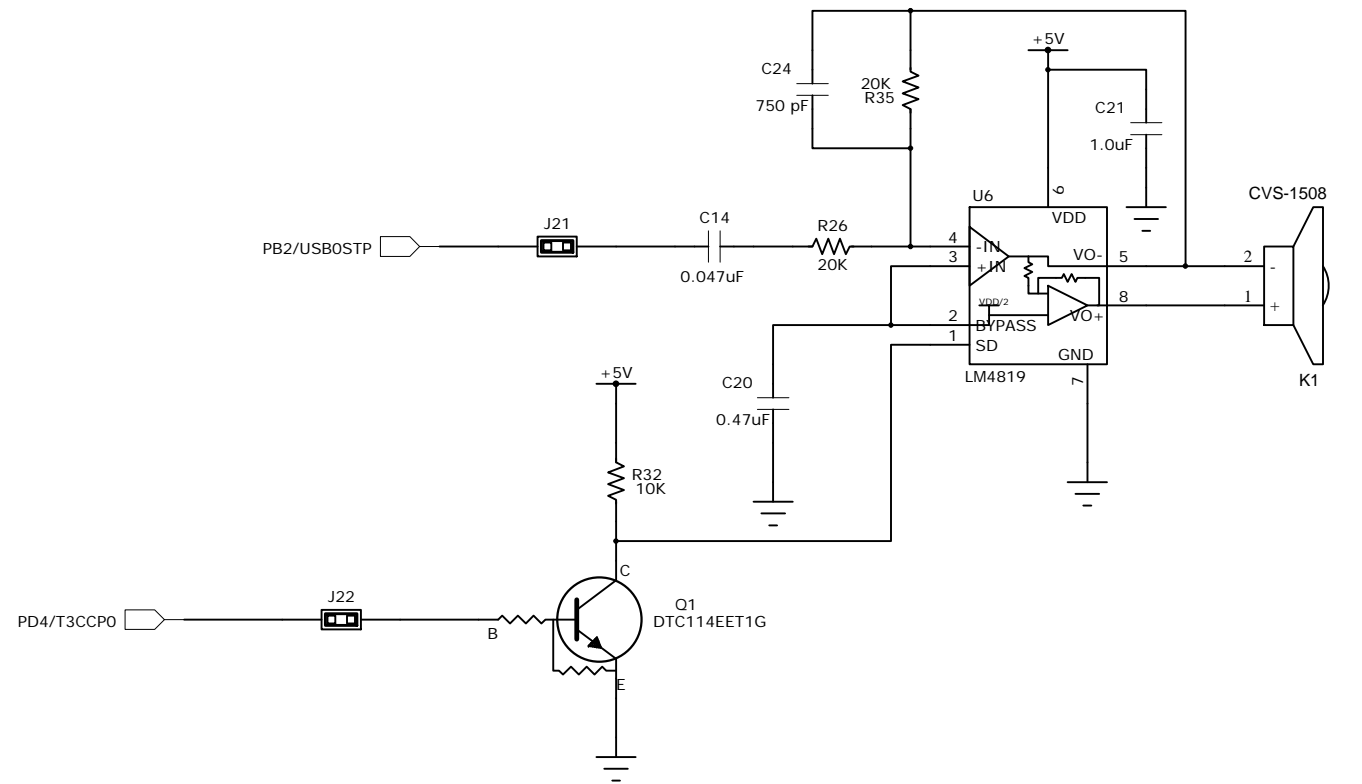 C24
750 pF
20K
R35
+5V
C21
1.0uF
CVS-1508
U6
6
VDD
PB2/USB0STP
J21
C14
0.047uF
R26
20K
4
-IN
3
+IN
VO-
5
2
-
VDD/2
8
VO+
1
+
2
BYPASS
1
SD
GND
LM4819
7
K1
C20
0.47uF
+5V
R32
10K
C
Q1
DTC114EET1G
PD4/T3CCP0
J22
B
E